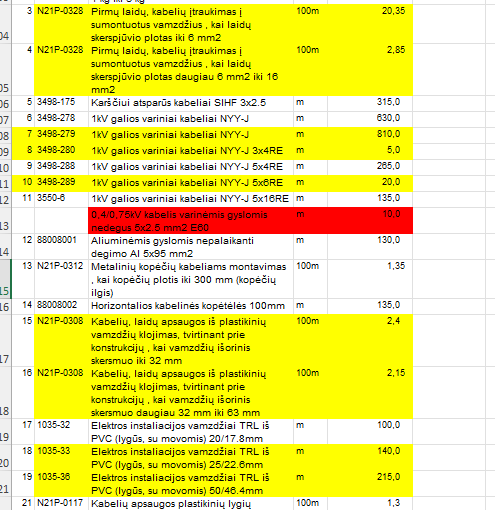 04
3 N21P-0328 Pirmų laidų, kabelių įtraukimas į 100m 20,35
sumontuotus vamzdžius , kai laidų
skerspjūvio plotas iki 6 mm2
05
4 N21P-0328 Pirmų laidų, kabelių įtraukimas į 100m 2,85
sumontuotus vamzdžius , kai laidų
skerspjūvio plotas daugiau 6 mm2 iki 16
mm2
06 5 3498-175 Karščiui atsparūs kabeliai SIHF 3x2.5 m 315,0
07 6 3498-278 1kV galios variniai kabeliai NYY-J m 630,0
08 7 3498-279 1kV galios variniai kabeliai NYY-J m 810,0
09 8 3498-280 1kV galios variniai kabeliai NYY-J 3x4RE m 5,0
10 9 3498-288 1kV galios variniai kabeliai NYY-J 5x4RE m 265,0
11 10 3498-289 1kV galios variniai kabeliai NYY-J 5x6RE m 20,0
12 11 3550-6 1kV galios variniai kabeliai NYY-J 5x16RE m 135,0
13 0,4/0,75kV kabelis varinėmis gyslomis m 10,0
nedegus 5x2.5 mm2 E60
14 12 88008001 Aliuminėmis gyslomis nepalaikanti m 130,0
degimo Al 5x95 mm2
15 13 N21P-0312 Metalinių kopėčių kabeliams montavimas 100m 1,35
, kai kopėčių plotis iki 300 mm (kopėčių
ilgis)
16 14 88008002 Horizontalios kabelinės kopėtėlės 100mm m 135,0
17 15 N21P-0308 Kabelių, laidų apsaugos iš plastikinių 100m 2,4
vamzdžių klojimas, tvirtinant prie
konstrukcijų , kai vamzdžių išorinis
skersmuo iki 32 mm
18 16 N21P-0308 Kabelių, laidų apsaugos iš plastikinių 100m 2,15
vamzdžių klojimas, tvirtinant prie
konstrukcijų , kai vamzdžių išorinis
skersmuo daugiau 32 mm iki 63 mm
19 17 1035-32 Elektros instaliacijos vamzdžiai TRL iš m 100,0
PVC (lygūs, su movomis) 20/17.8mm
20 18 1035-33 Elektros instaliacijos vamzdžiai TRL iš m 140,0
PVC (lygūs, su movomis) 25/22.6mm
21 19 1035-36 Elektros instaliacijos vamzdžiai TRL iš m 215,0
PVC (lygūs, su movomis) 50/46.4mm
21 N21P-0117 Kabelių apsaugos plastikinių lygių 100m 1,3